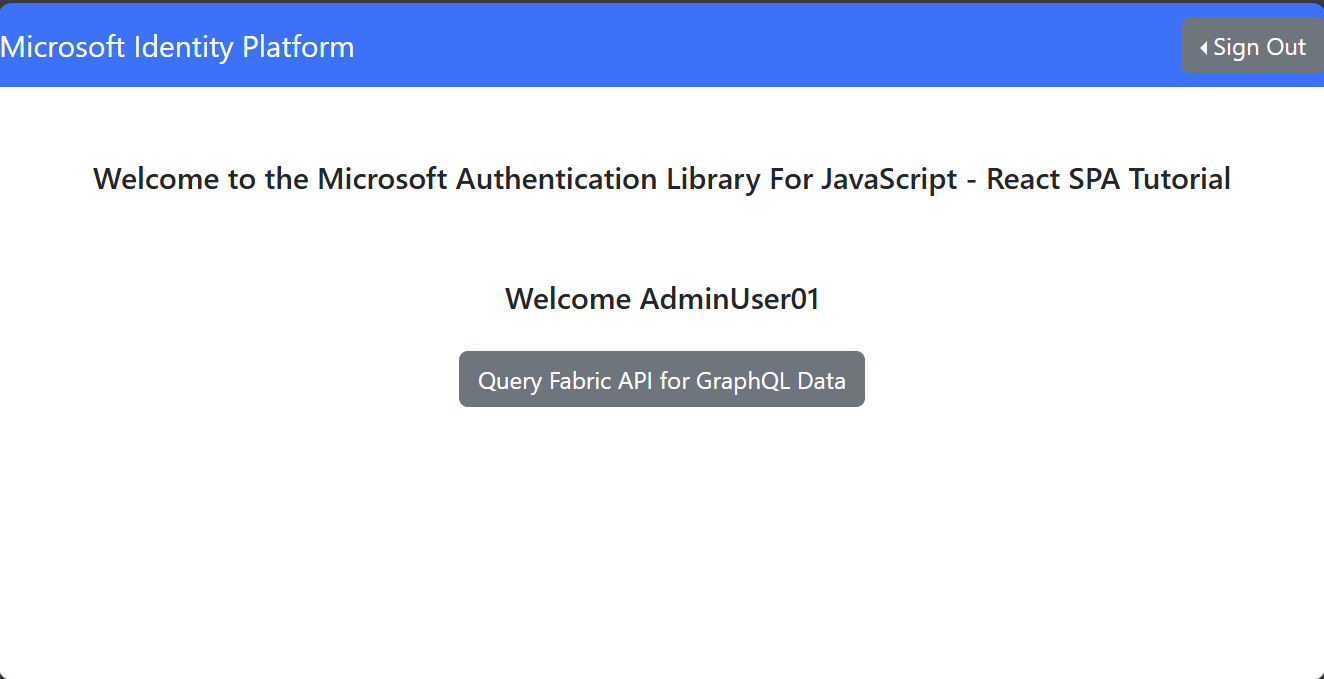 Microsoft Identity Platform
Sign Out
Welcome to the Microsoft Authentication Library For JavaScript - React SPA Tutorial
Welcome AdminUser01
Query Fabric API for GraphQL Data